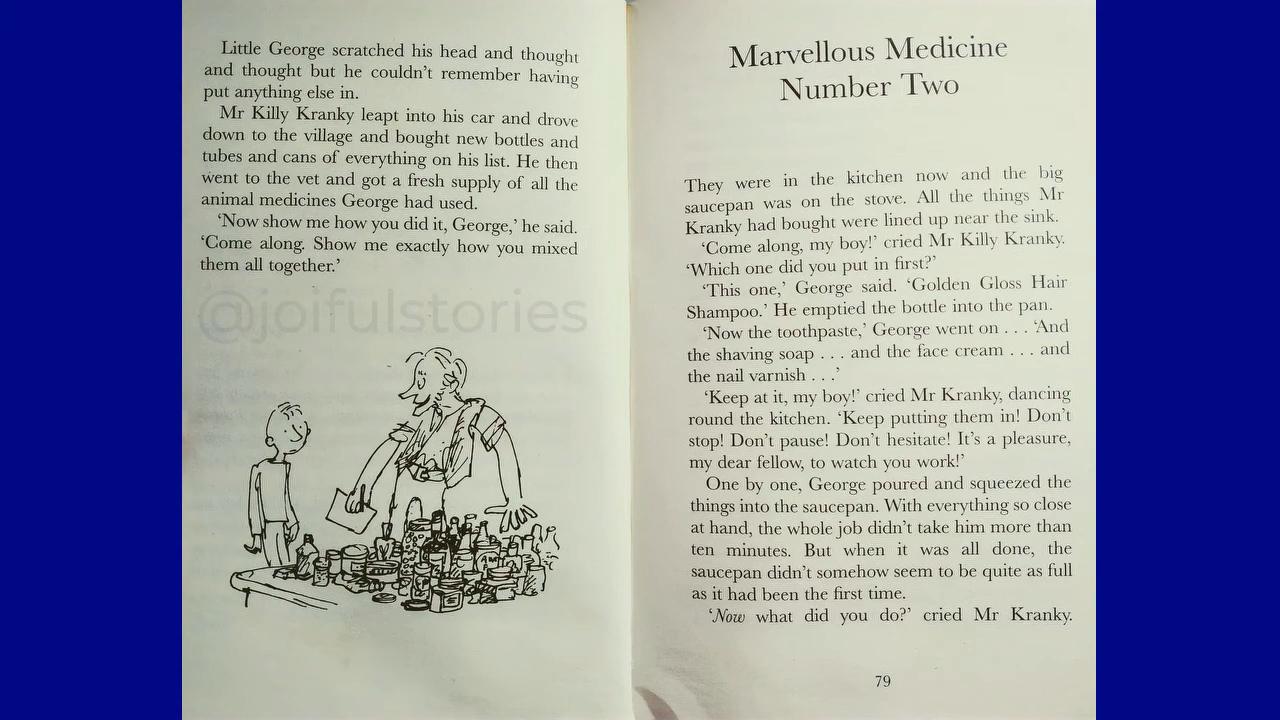 Little George scratched his head and thought
and thought but he couldn't remember having
put anything else in.
Mr Killy Kranky leapt into his car and drove
down to the village and bought new bottles and
tubes and cans of everything on his list. He then
went to the vet and got a fresh supply of all the
animal medicines George had used.
‘Now show me how you did it, George,’ he said.
‘Come along. Show me exactly how you mixed
them all together.’
@joifulstories
Marvellous Medicine
Number Two
They were in the kitchen now and the big
saucepan was on the stove. All the things Mr
Kranky had bought were lined up near the sink.
‘Come along, my boy!’ cried Mr Killy Kranky.
‘Which one did you put in first?’
‘This one,’ George said. ‘Golden Gloss Hair
Shampoo.’ He emptied the bottle into the pan.
‘Now the toothpaste,’ George went on . . . ‘And
the shaving soap . . . and the face cream . . . and
the nail varnish . . .’
‘Keep at it, my boy!’ cried Mr Kranky, dancing
round the kitchen. ‘Keep putting them in! Don't
stop! Don't pause! Don't hesitate! It's a pleasure,
my dear fellow, to watch you work!’
One by one, George poured and squeezed the
things into the saucepan. With everything so close
at hand, the whole job didn't take him more than
ten minutes. But when it was all done, the
saucepan didn't somehow seem to be quite as full
as it had been the first time.
‘Now what did you do?’ cried Mr Kranky.
79